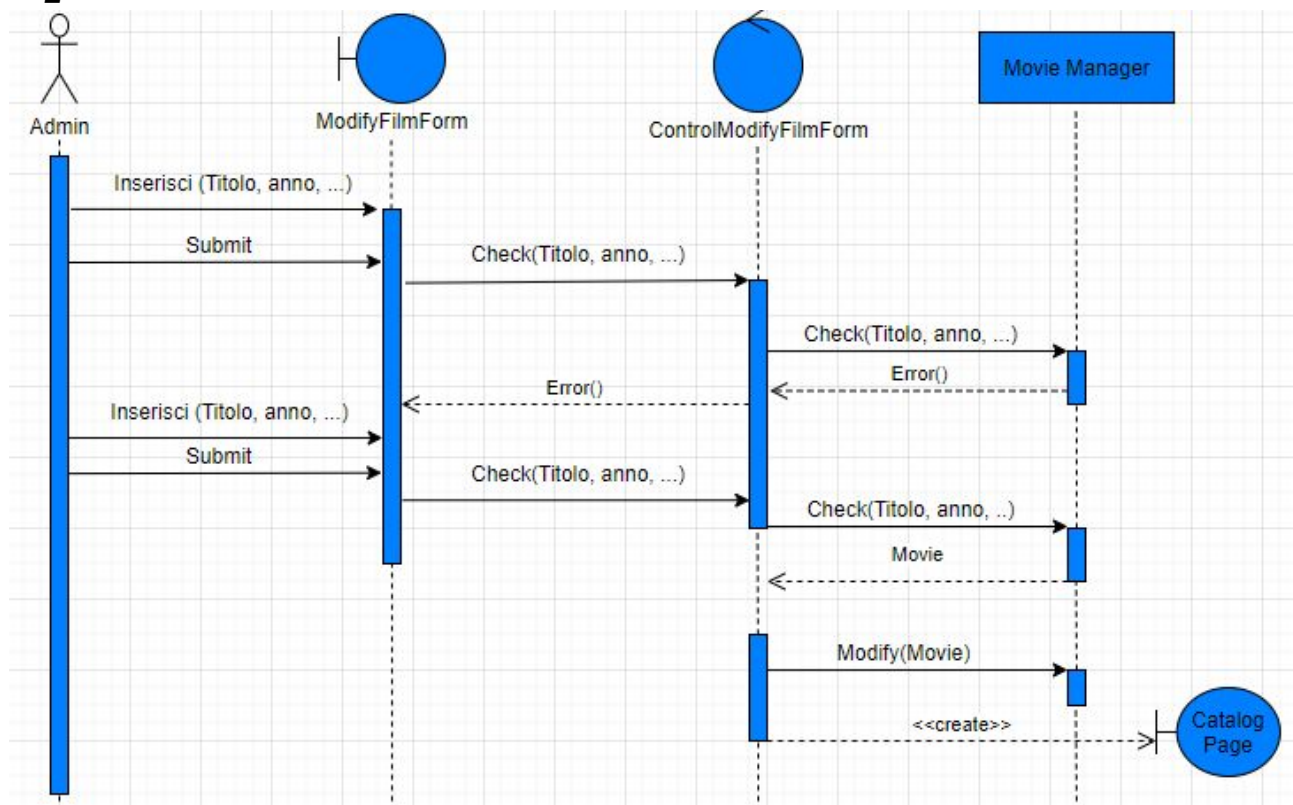 Admin
ModifyFilmForm
ControlModifyFilmForm
Movie Manager
Inserisci (Titolo, anno, ...)
Submit
Check(Titolo, anno, ...)
Check(Titolo, anno, ...)
Error()
Error()
Inserisci (Titolo, anno, ...)
Submit
Check(Titolo, anno, ...)
Check(Titolo, anno, ..)
Movie
Modify(Movie)
<<create>>
Catalog
Page